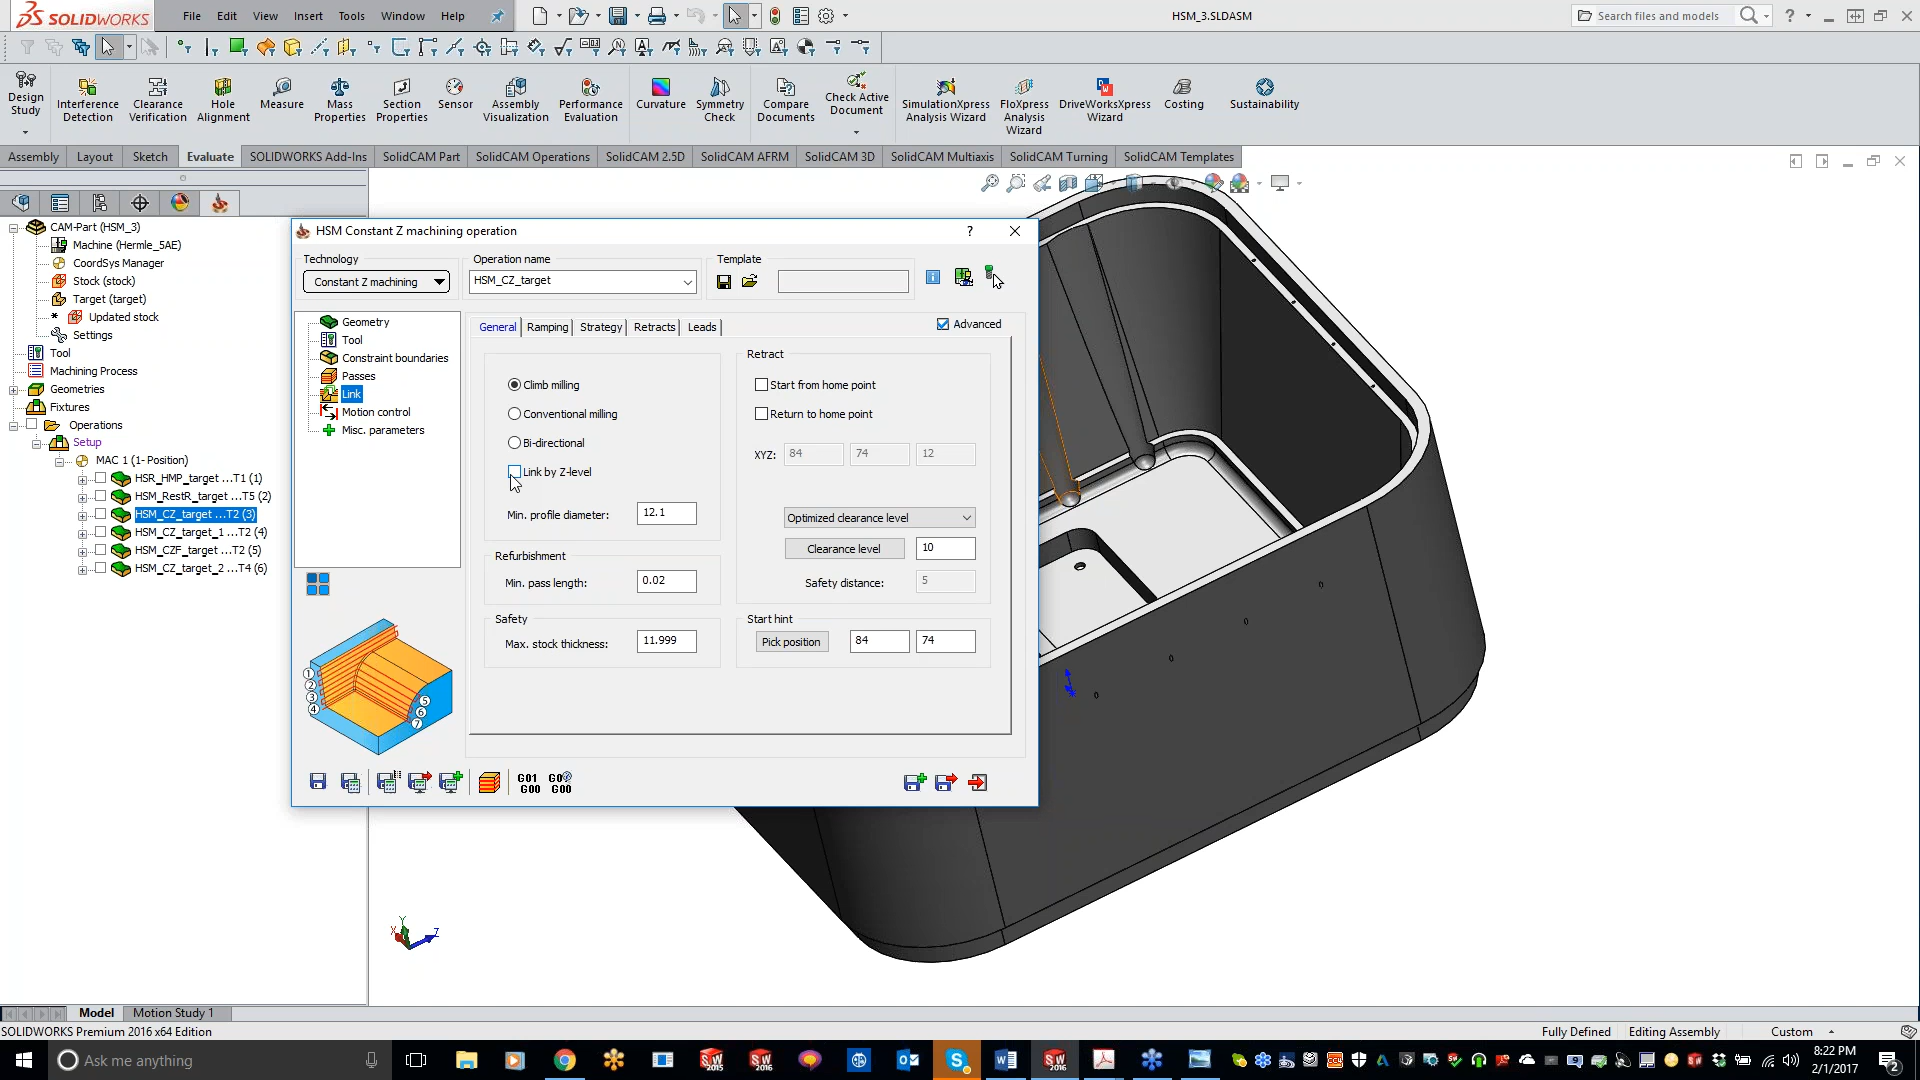 SOLIDWORKS File Edit View Insert Tools Window Help HSM_3.SLDASM Search files and models
Design Study
Interference Detection
Clearance Verification
Hole Alignment
Measure
Mass Properties
Section Properties
Sensor
Assembly Visualization
Performance Evaluation
Curvature
Symmetry Check
Compare Documents
Check Active Document
SimulationXpress Analysis Wizard
FloXpress Analysis Wizard
DriveWorksXpress Wizard
Costing
Sustainability
Assembly Layout Sketch Evaluate SOLIDWORKS Add-Ins SolidCAM Part SolidCAM Operations SolidCAM 2.5D SolidCAM AFRM SolidCAM 3D SolidCAM Multiaxis SolidCAM Turning SolidCAM Templates
CAM-Part (HSM_3)
Machine (Hermle_5AE)
CoordSys Manager
Stock (stock)
Target (target)
* Updated stock
Settings
Tool
Machining Process
Geometries
Fixtures
Operations
Setup
MAC 1 (1- Position)
HSR_HMP_target ...T1 (1)
HSM_RestR_target ...T5 (2)
HSM_CZ_target ...T2 (3)
HSM_CZ_target_1 ...T2 (4)
HSM_CZF_target ...T2 (5)
HSM_CZ_target_2 ...T4 (6)
HSM Constant Z machining operation ?
Technology Operation name Template
Constant Z machining HSM_CZ_target
Geometry
Tool
Constraint boundaries
Passes
Link
Motion control
Misc. parameters
General Ramping Strategy Retracts Leads Advanced
Climb milling
Conventional milling
Bi-directional
Link by Z-level
Min. profile diameter: 12.1
Refurbishment
Min. pass length: 0.02
Safety
Max. stock thickness: 11.999
Retract
Start from home point
Return to home point
XYZ: 84 74 12
Optimized clearance level
Clearance level 10
Safety distance: 5
Start hint
Pick position 84 74
1
2
3
4
5
6
7
G01 G00
G00 G00
Y
X
Z
Model Motion Study 1
SOLIDWORKS Premium 2016 x64 Edition Fully Defined Editing Assembly Custom
Ask me anything
8:22 PM
2/1/2017